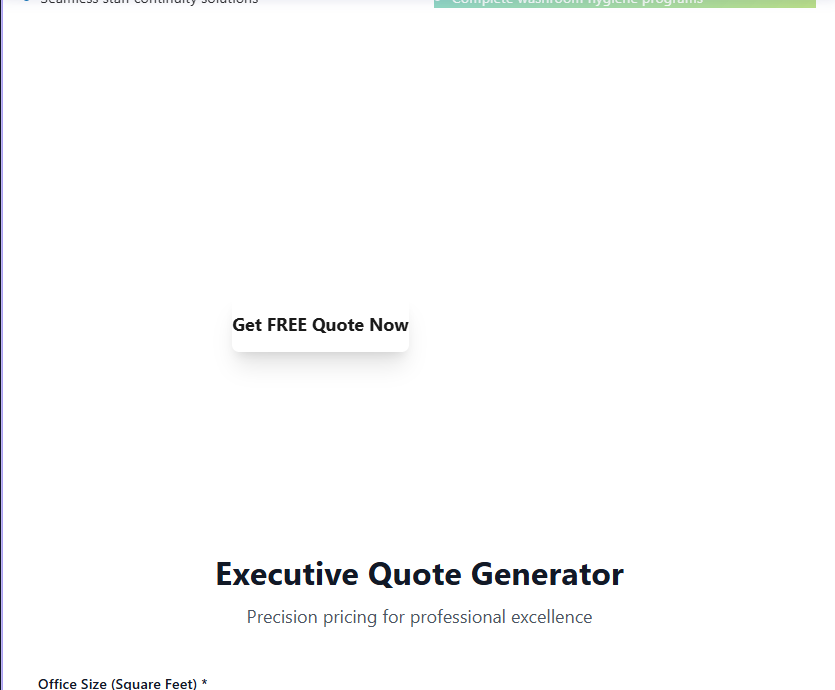 Seamless staff continuity solutions
Complete washroom hygiene programs
Get FREE Quote Now
Executive Quote Generator
Precision pricing for professional excellence
Office Size (Square Feet) *